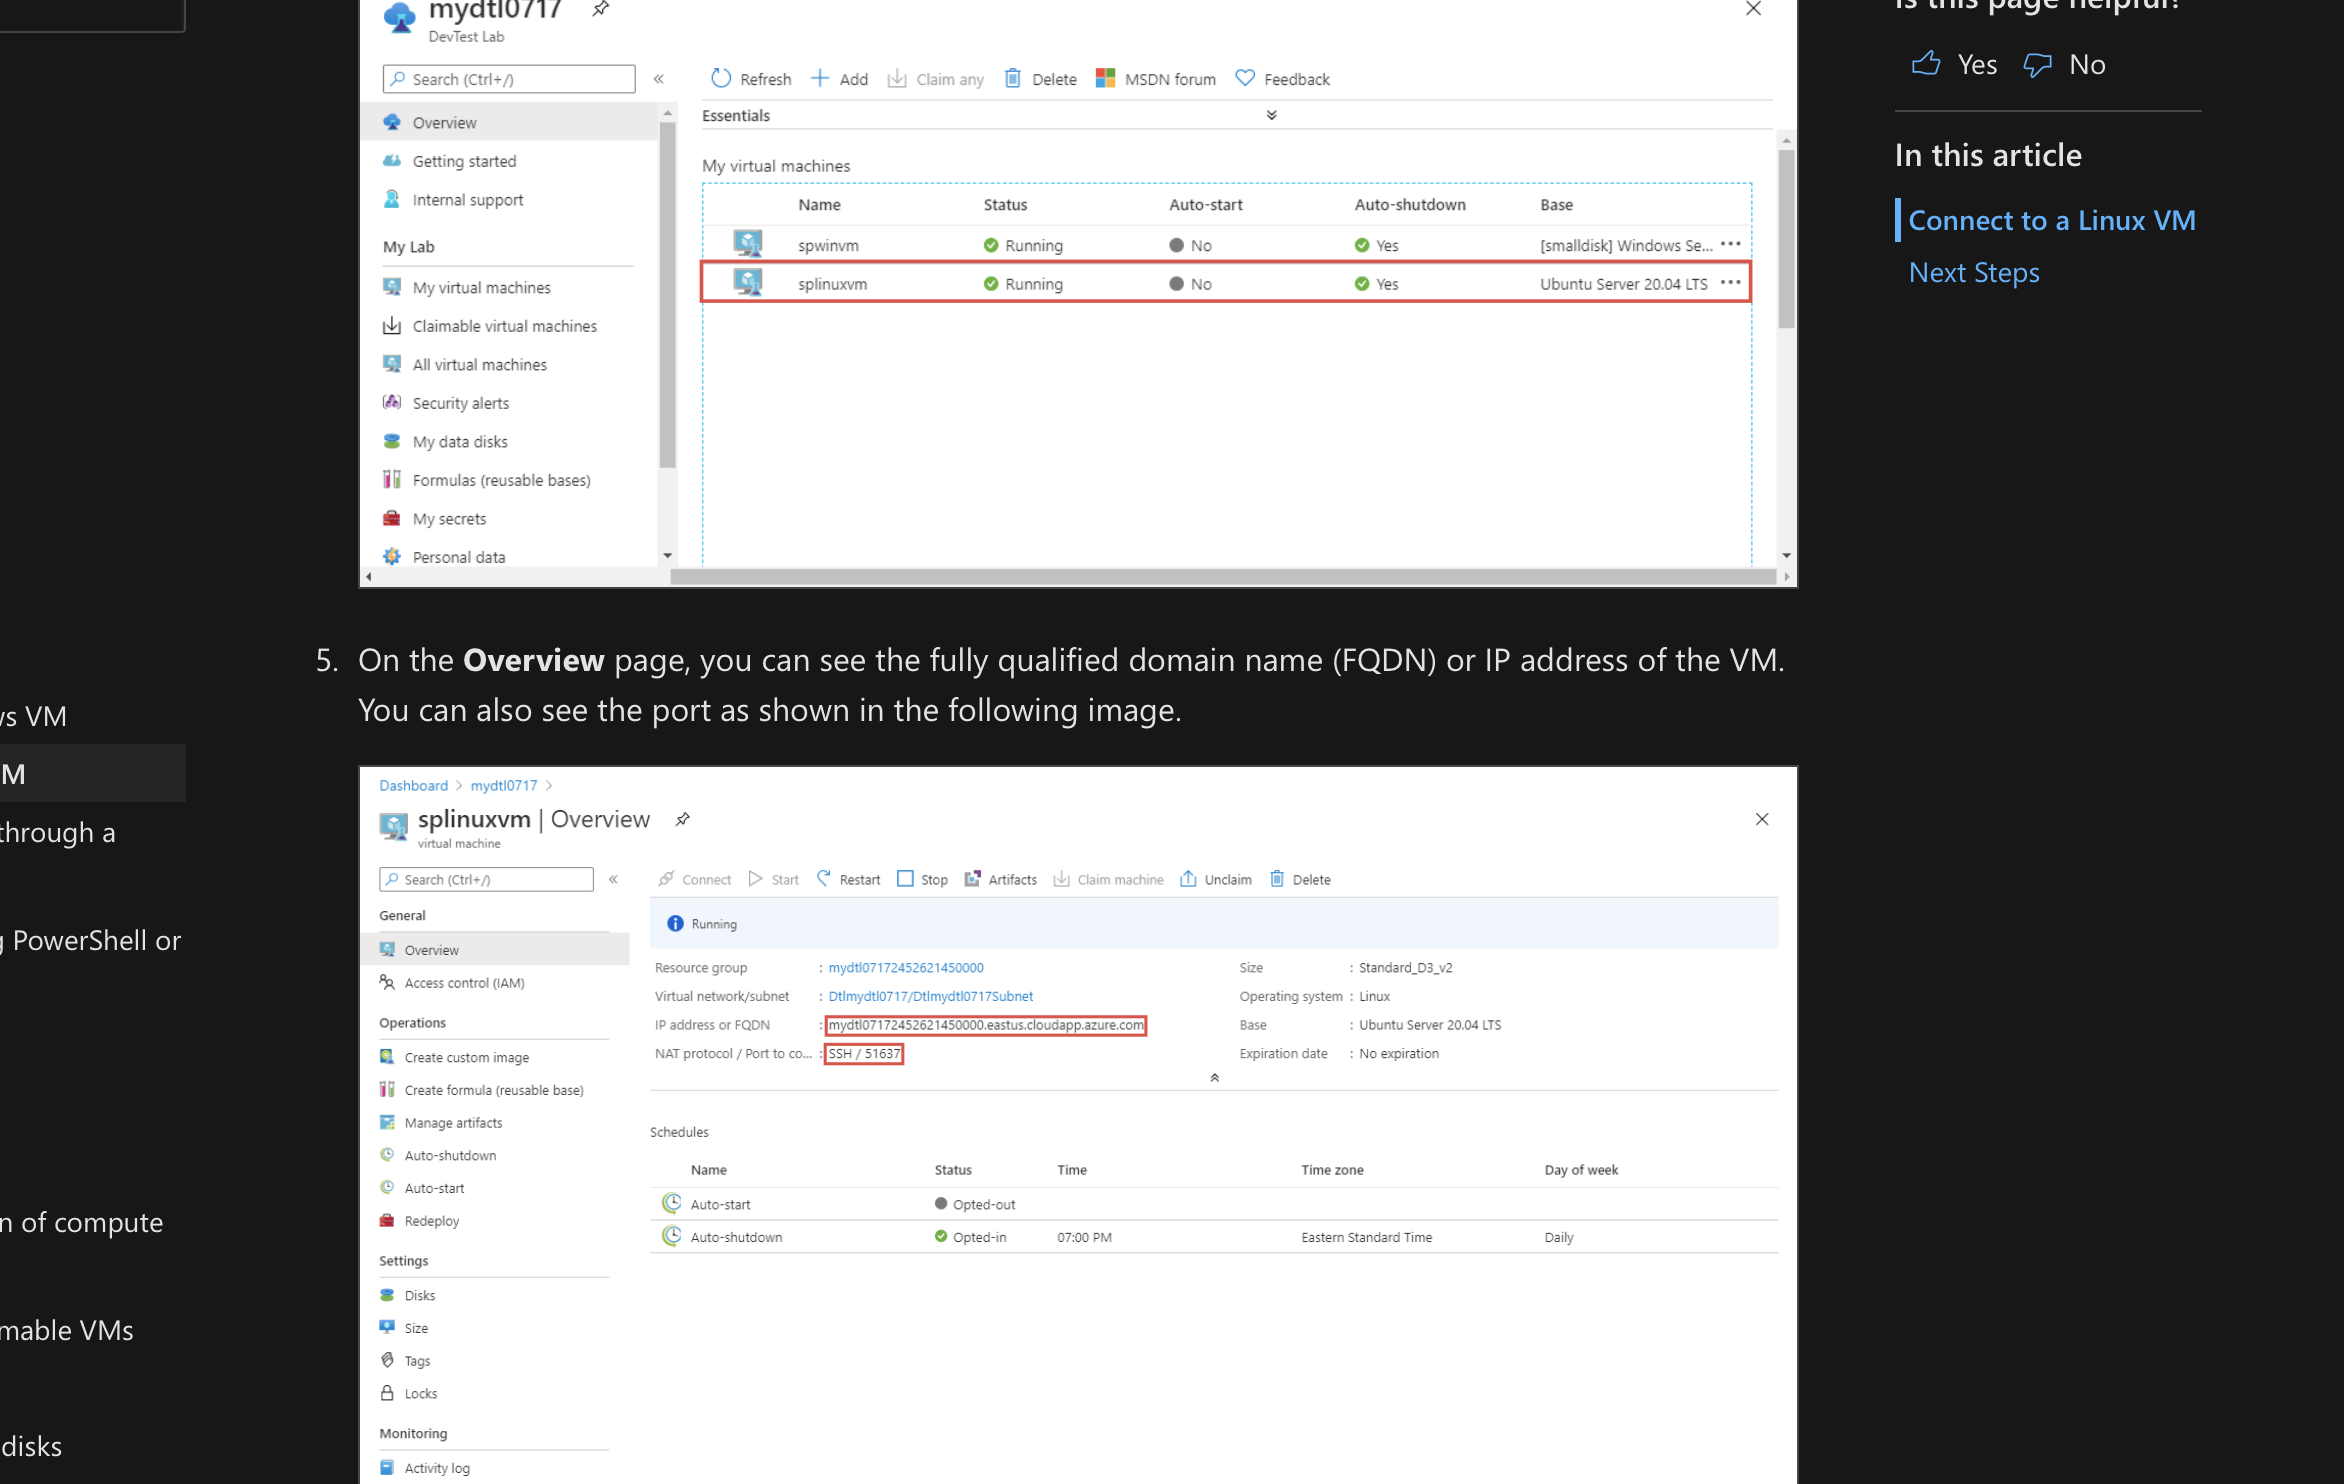 mydtl0717
DevTest Lab
Search (Ctrl+/)
Refresh Add Claim any Delete MSDN forum Feedback
Overview
Getting started
Internal support
My Lab
My virtual machines
Claimable virtual machines
All virtual machines
Security alerts
My data disks
Formulas (reusable bases)
My secrets
Personal data
Essentials
My virtual machines
Name Status Auto-start Auto-shutdown Base
spwinvm Running No Yes [smalldisk] Windows Se...
splinuxvm Running No Yes Ubuntu Server 20.04 LTS
Is this page helpful?
Yes No
In this article
Connect to a Linux VM
Next Steps
VM
through a
PowerShell or
of compute
VMs
disks
5. On the Overview page, you can see the fully qualified domain name (FQDN) or IP address of the VM.
You can also see the port as shown in the following image.
Dashboard > mydtl0717 >
splinuxvm | Overview
virtual machine
Search (Ctrl+/)
Connect Start Restart Stop Artifacts Claim machine Unclaim Delete
General
Overview
Access control (IAM)
Operations
Create custom image
Create formula (reusable base)
Manage artifacts
Auto-shutdown
Auto-start
Redeploy
Settings
Disks
Size
Tags
Locks
Monitoring
Activity log
Running
Resource group : mydtl07172452621450000
Virtual network/subnet : Dtlmydtl0717/Dtlmydtl0717Subnet
IP address or FQDN : mydtl07172452621450000.eastus.cloudapp.azure.com
NAT protocol / Port to co... : SSH / 51637
Size : Standard_D3_v2
Operating system : Linux
Base : Ubuntu Server 20.04 LTS
Expiration date : No expiration
Schedules
Name Status Time Time zone Day of week
Auto-start Opted-out
Auto-shutdown Opted-in 07:00 PM Eastern Standard Time Daily